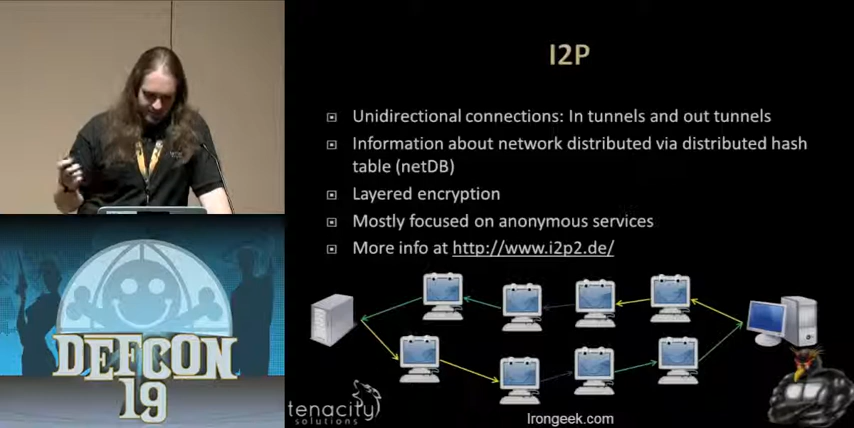 I2P
Unidirectional connections: In tunnels and out tunnels
Information about network distributed via distributed hash
table (netDB)
Layered encryption
Mostly focused on anonymous services
More info at http://www.i2p2.de/
DEFCON
19
tenacity
solutions
Irongeek.com